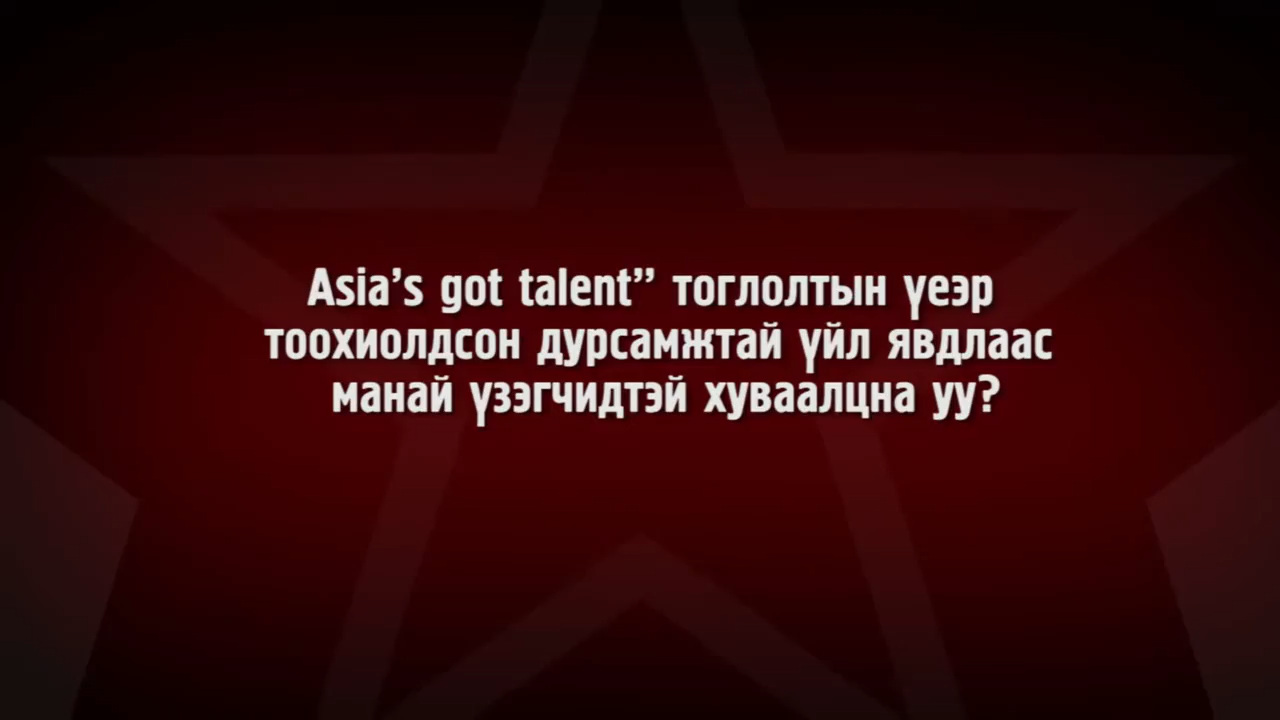 Asia’s got talent” тоглолтын үеэр
тоохиолдсон дурсамжтай үйл явдлаас
манай үзэгчидтэй хуваалцна уу?